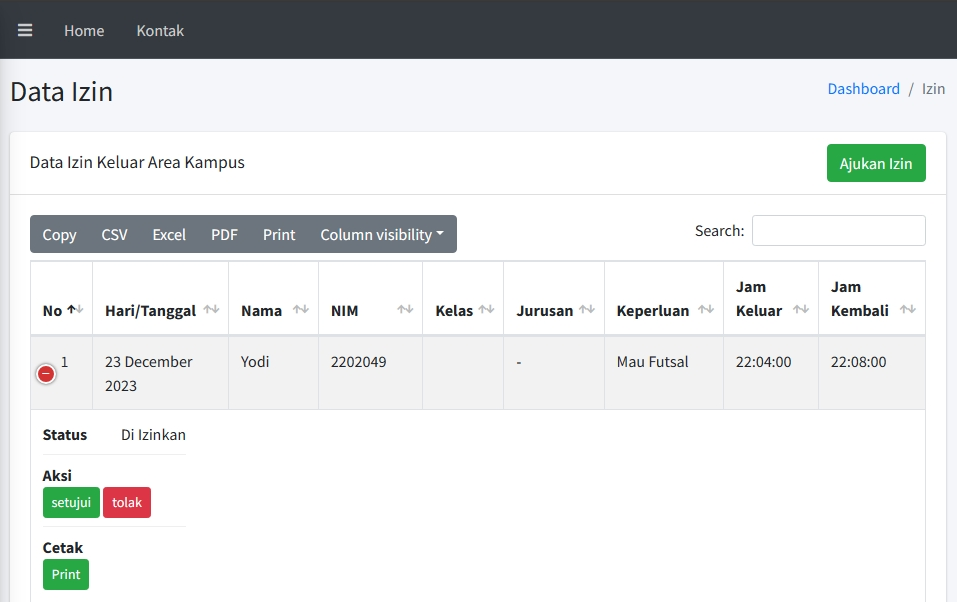 Home Kontak
Data Izin
Dashboard / Izin
Data Izin Keluar Area Kampus
Ajukan Izin
Copy CSV Excel PDF Print Column visibility
Search:
No Hari/Tanggal Nama NIM Kelas Jurusan Keperluan Jam Keluar Jam Kembali
1 23 December 2023 Yodi 2202049 - Mau Futsal 22:04:00 22:08:00
Status Di Izinkan
Aksi
setujui tolak
Cetak
Print